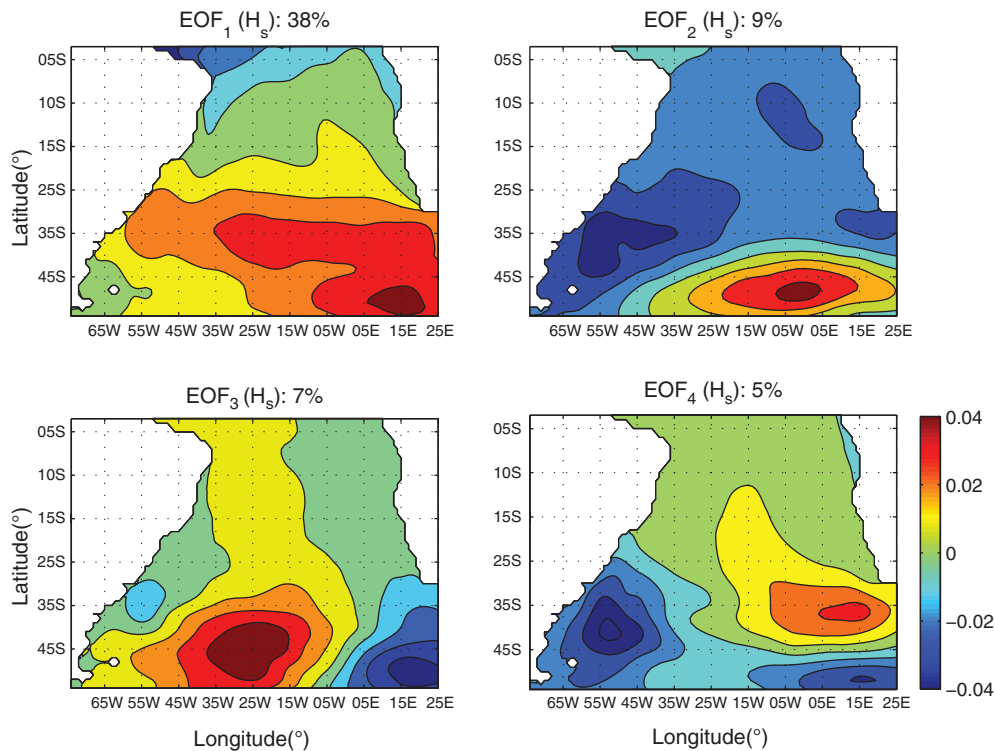 EOF₁ (Hₛ): 38%
EOF₂ (Hₛ): 9%
05S
10S
15S
25S
35S
45S
Latitude(°)
65W 55W 45W 35W 25W 15W 05W 05E 15E 25E
05S
10S
15S
25S
35S
45S
65W 55W 45W 35W 25W 15W 05W 05E 15E 25E
EOF₃ (Hₛ): 7%
EOF₄ (Hₛ): 5%
05S
10S
15S
25S
35S
45S
Latitude(°)
65W 55W 45W 35W 25W 15W 05W 05E 15E 25E
Longitude(°)
05S
15S
25S
35S
45S
65W 55W 45W 35W 25W 15W 05W 05E 15E 25E
Longitude(°)
0.04
0.02
0
−0.02
−0.04